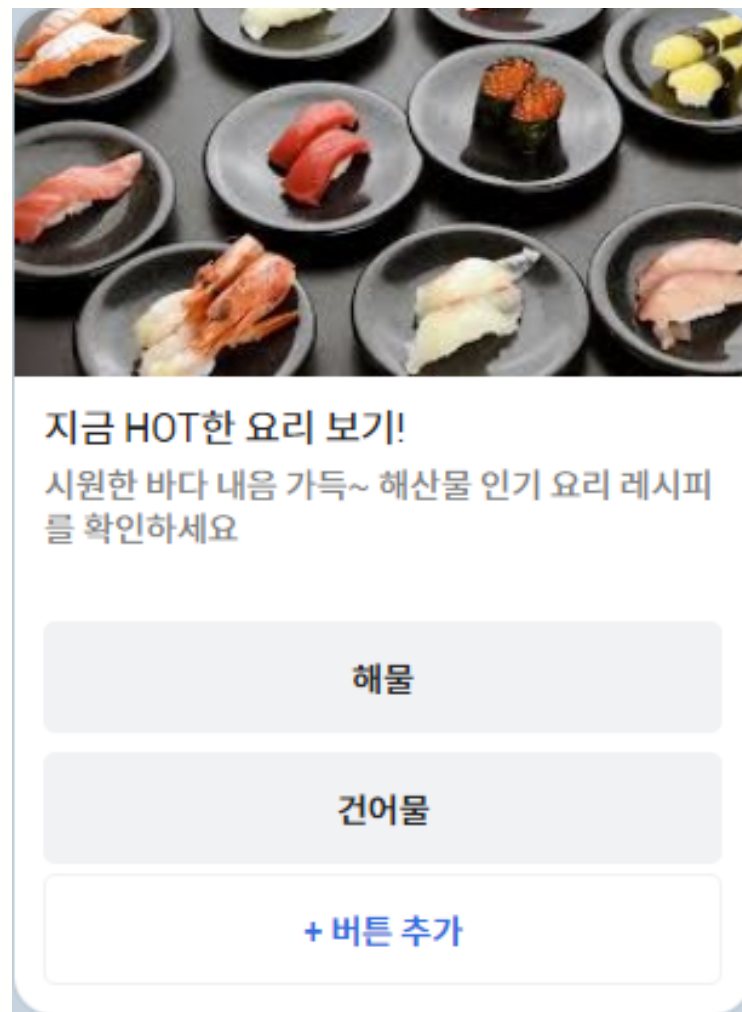 지금 HOT한 요리 보기!
시원한 바다 내음 가득~ 해산물 인기 요리 레시피
를 확인하세요
해물
건어물
+ 버튼 추가